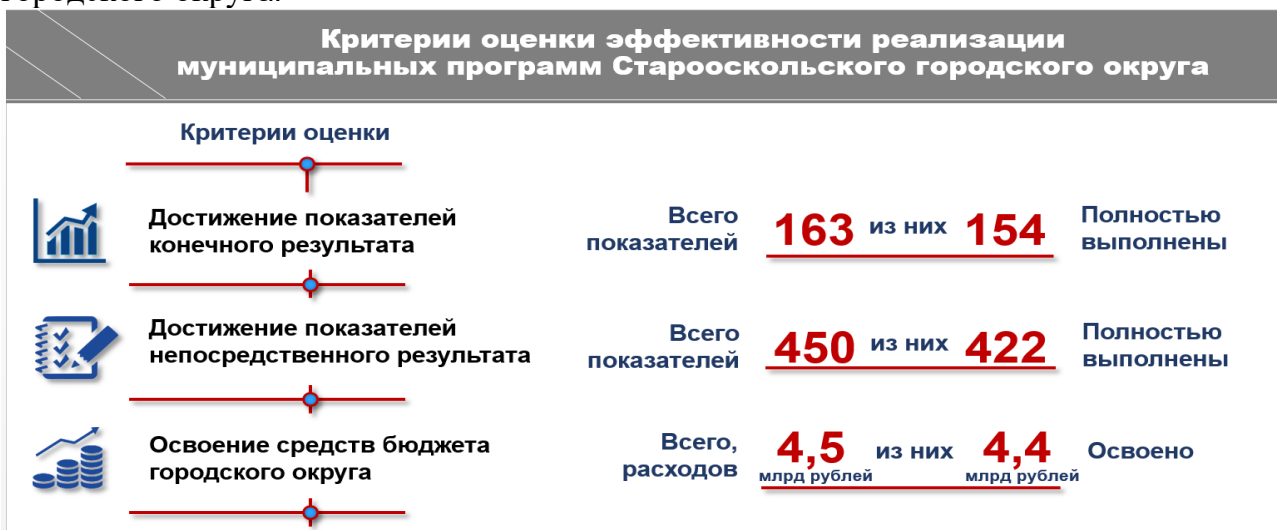 городского округа.
Критерии оценки эффективности реализации
муниципальных программ Старооскольского городского округа
Критерии оценки
Достижение показателей
конечного результата
Всего
показателей
163 из них 154
Полностью
выполнены
Достижение показателей
непосредственного результата
Всего
показателей
450 из них 422
Полностью
выполнены
Освоение средств бюджета
городского округа
Всего,
расходов
4,5 из них 4,4
млрд рублей млрд рублей
Освоено